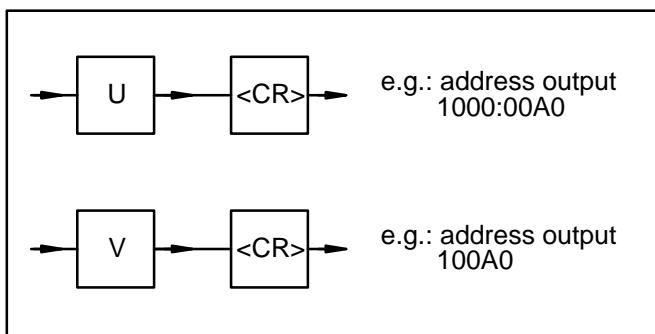 U <CR> e.g.: address output
1000:00A0
V <CR> e.g.: address output
100A0